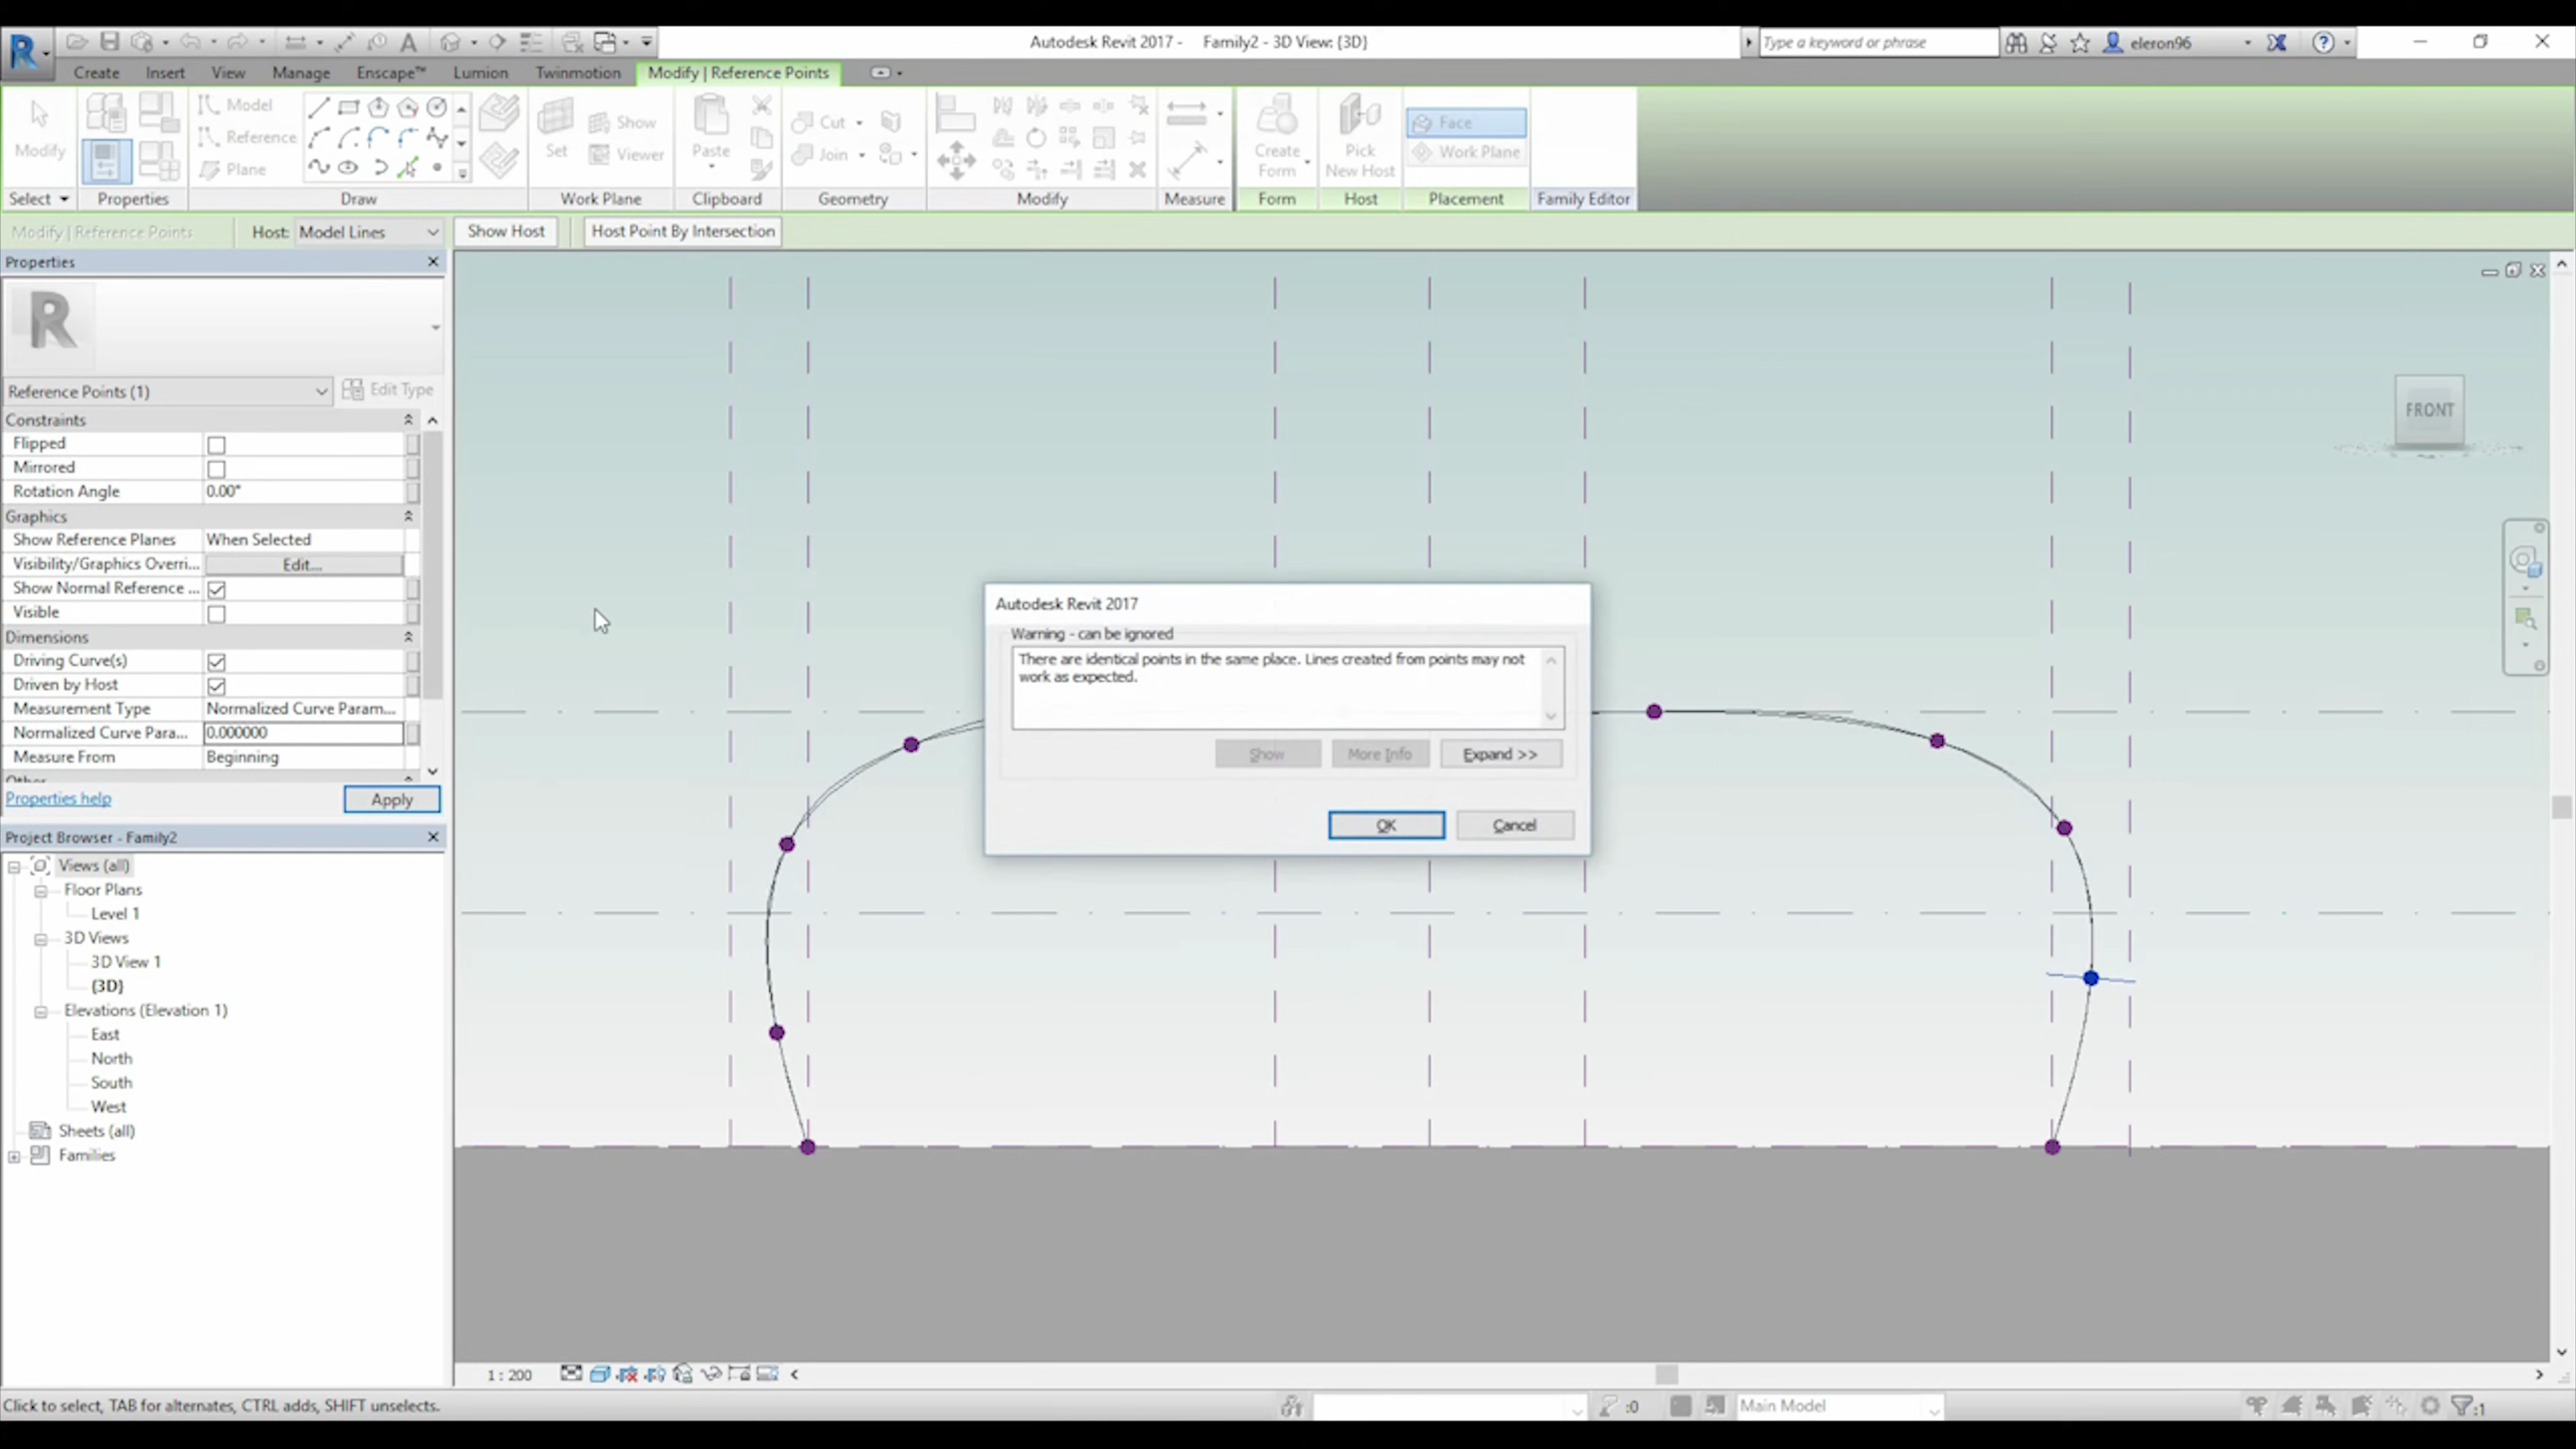 Autodesk Revit 2017 - Family2 - 3D View: {3D}
Type a keyword or phrase
eleron96
Create Insert View Manage Enscape™ Lumion Twinmotion Modify | Reference Points
Modify
Model
Reference
Plane
Set
Show
Viewer
Paste
Cut
Join
Create Form
Pick New Host
Face
Work Plane
Select Properties Draw Work Plane Clipboard Geometry Modify Measure Form Host Placement Family Editor
Modify | Reference Points Host: Model Lines Show Host Host Point By Intersection
Properties
R
Reference Points (1) Edit Type
Constraints
Flipped
Mirrored
Rotation Angle 0.00°
Graphics
Show Reference Planes When Selected
Visibility/Graphics Overri... Edit...
Show Normal Reference ...
Visible
Dimensions
Driving Curve(s)
Driven by Host
Measurement Type Normalized Curve Param...
Normalized Curve Para... 0.000000
Measure From Beginning
Other
Properties help Apply
Project Browser - Family2
Views (all)
Floor Plans
Level 1
3D Views
3D View 1
{3D}
Elevations (Elevation 1)
East
North
South
West
Sheets (all)
Families
FRONT
Autodesk Revit 2017
Warning - can be ignored
There are identical points in the same place. Lines created from points may not
work as expected.
Show More Info Expand >>
OK Cancel
1 : 200
Click to select, TAB for alternates, CTRL adds, SHIFT unselects.
:0
Main Model
:1